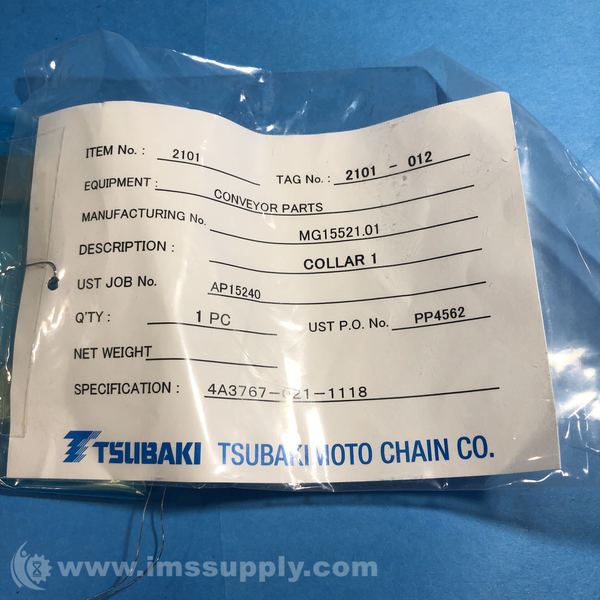 ITEM No. : 2101 TAG No. : 2101 - 012
EQUIPMENT : CONVEYOR PARTS
MANUFACTURING No. MG15521.01
DESCRIPTION : COLLAR 1
UST JOB No. AP15240
Q'TY : 1 PC UST P.O. No. PP4562
NET WEIGHT
SPECIFICATION : 4A3767-021-1118
TSUBAKI TSUBAKIMOTO CHAIN CO.
www.imssupply.com